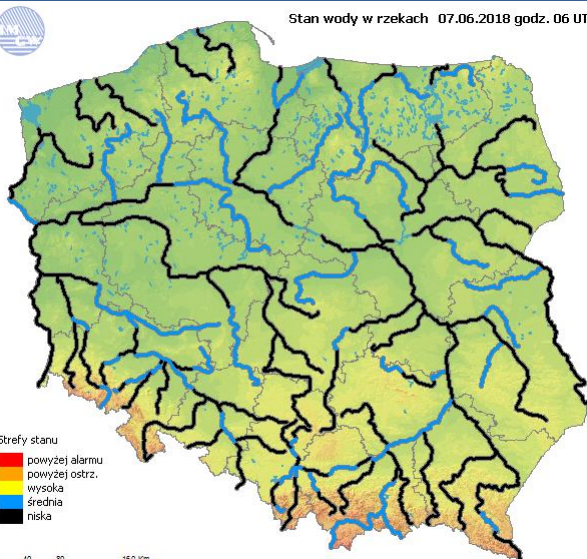 Stan wody w rzekach 07.06.2018 godz. 06 UT
strefy stanu
powyżej alarmu
powyżej ostrz.
wysoka
średnia
niska